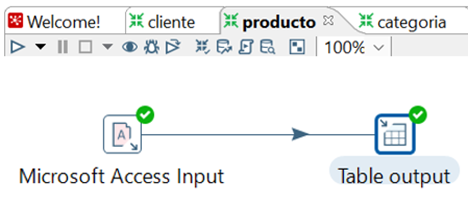 Welcome! cliente producto categoria
100%
A
Microsoft Access Input Table output